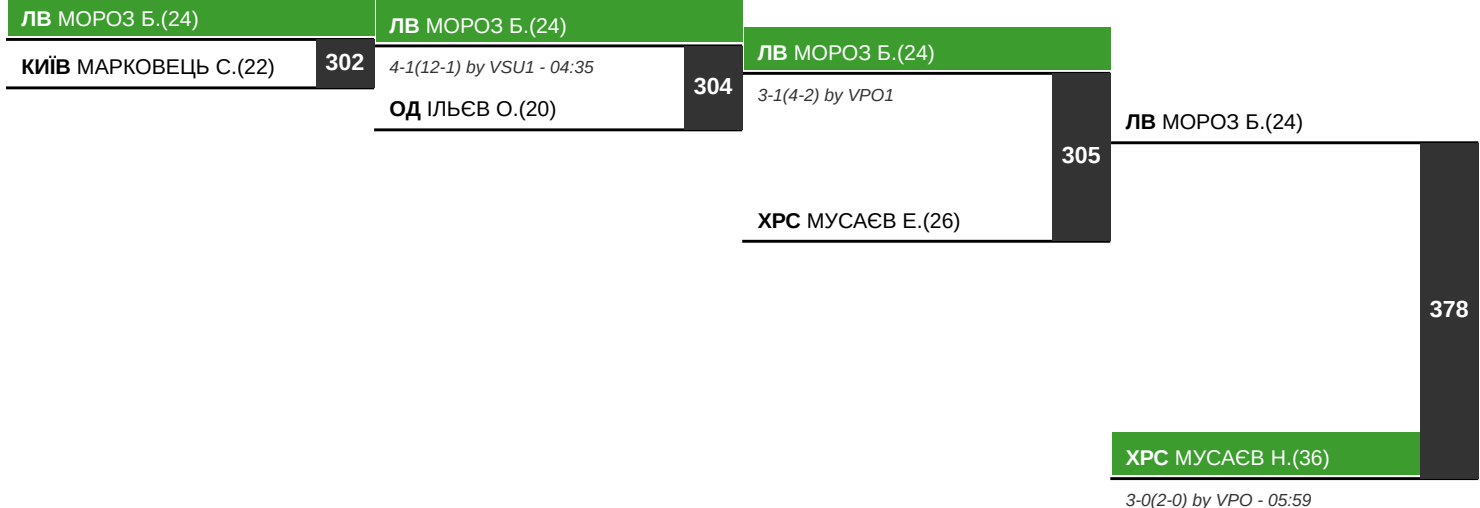 ЛВ МОРОЗ Б.(24)
КИЇВ МАРКОВЕЦЬ С.(22)
302
ЛВ МОРОЗ Б.(24)
4-1(12-1) by VSU1 - 04:35
ОД ІЛЬЄВ О.(20)
304
ЛВ МОРОЗ Б.(24)
3-1(4-2) by VPO1
ХРС МУСАЄВ Е.(26)
305
ЛВ МОРОЗ Б.(24)
378
ХРС МУСАЄВ Н.(36)
3-0(2-0) by VPO - 05:59